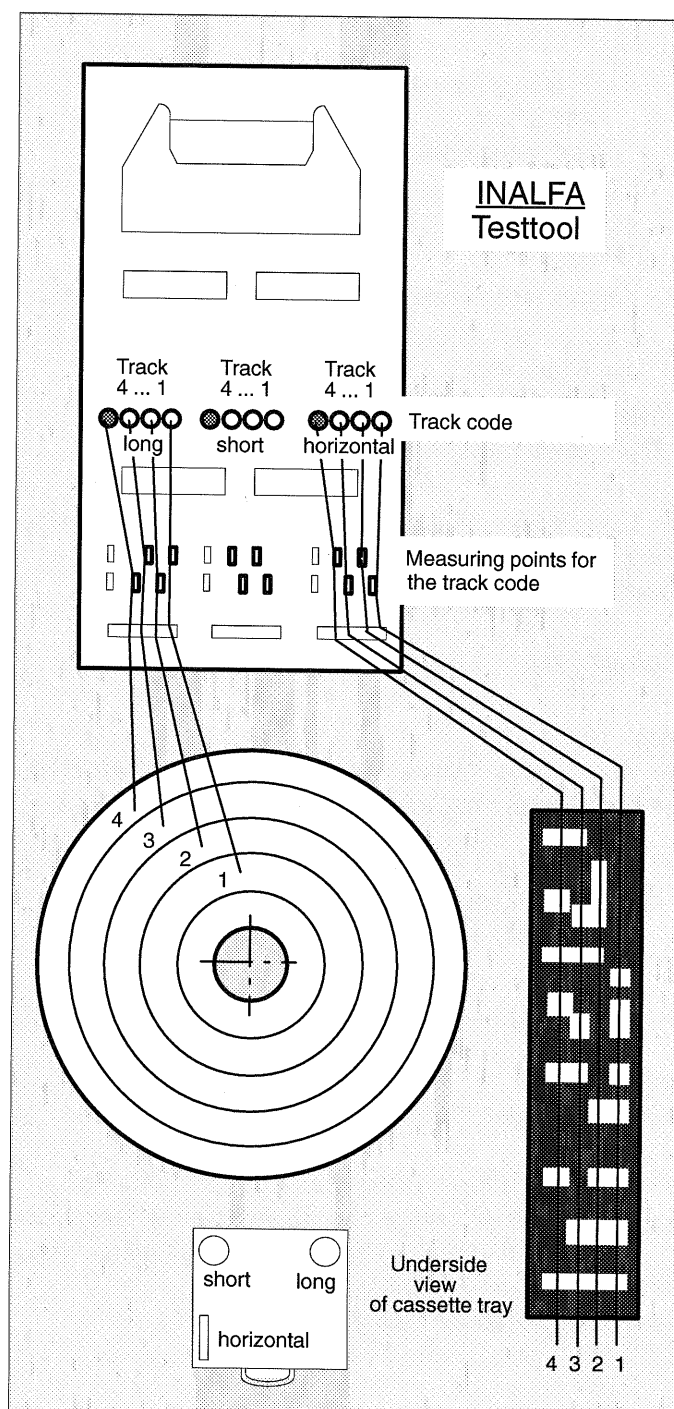 INALFA
Testtool
Track Track Track
4 ... 1 4 ... 1 4 ... 1
Track code
long short horizontal
Measuring points for
the track code
4
3
2
1
short long
horizontal
Underside
view
of cassette tray
4 3 2 1